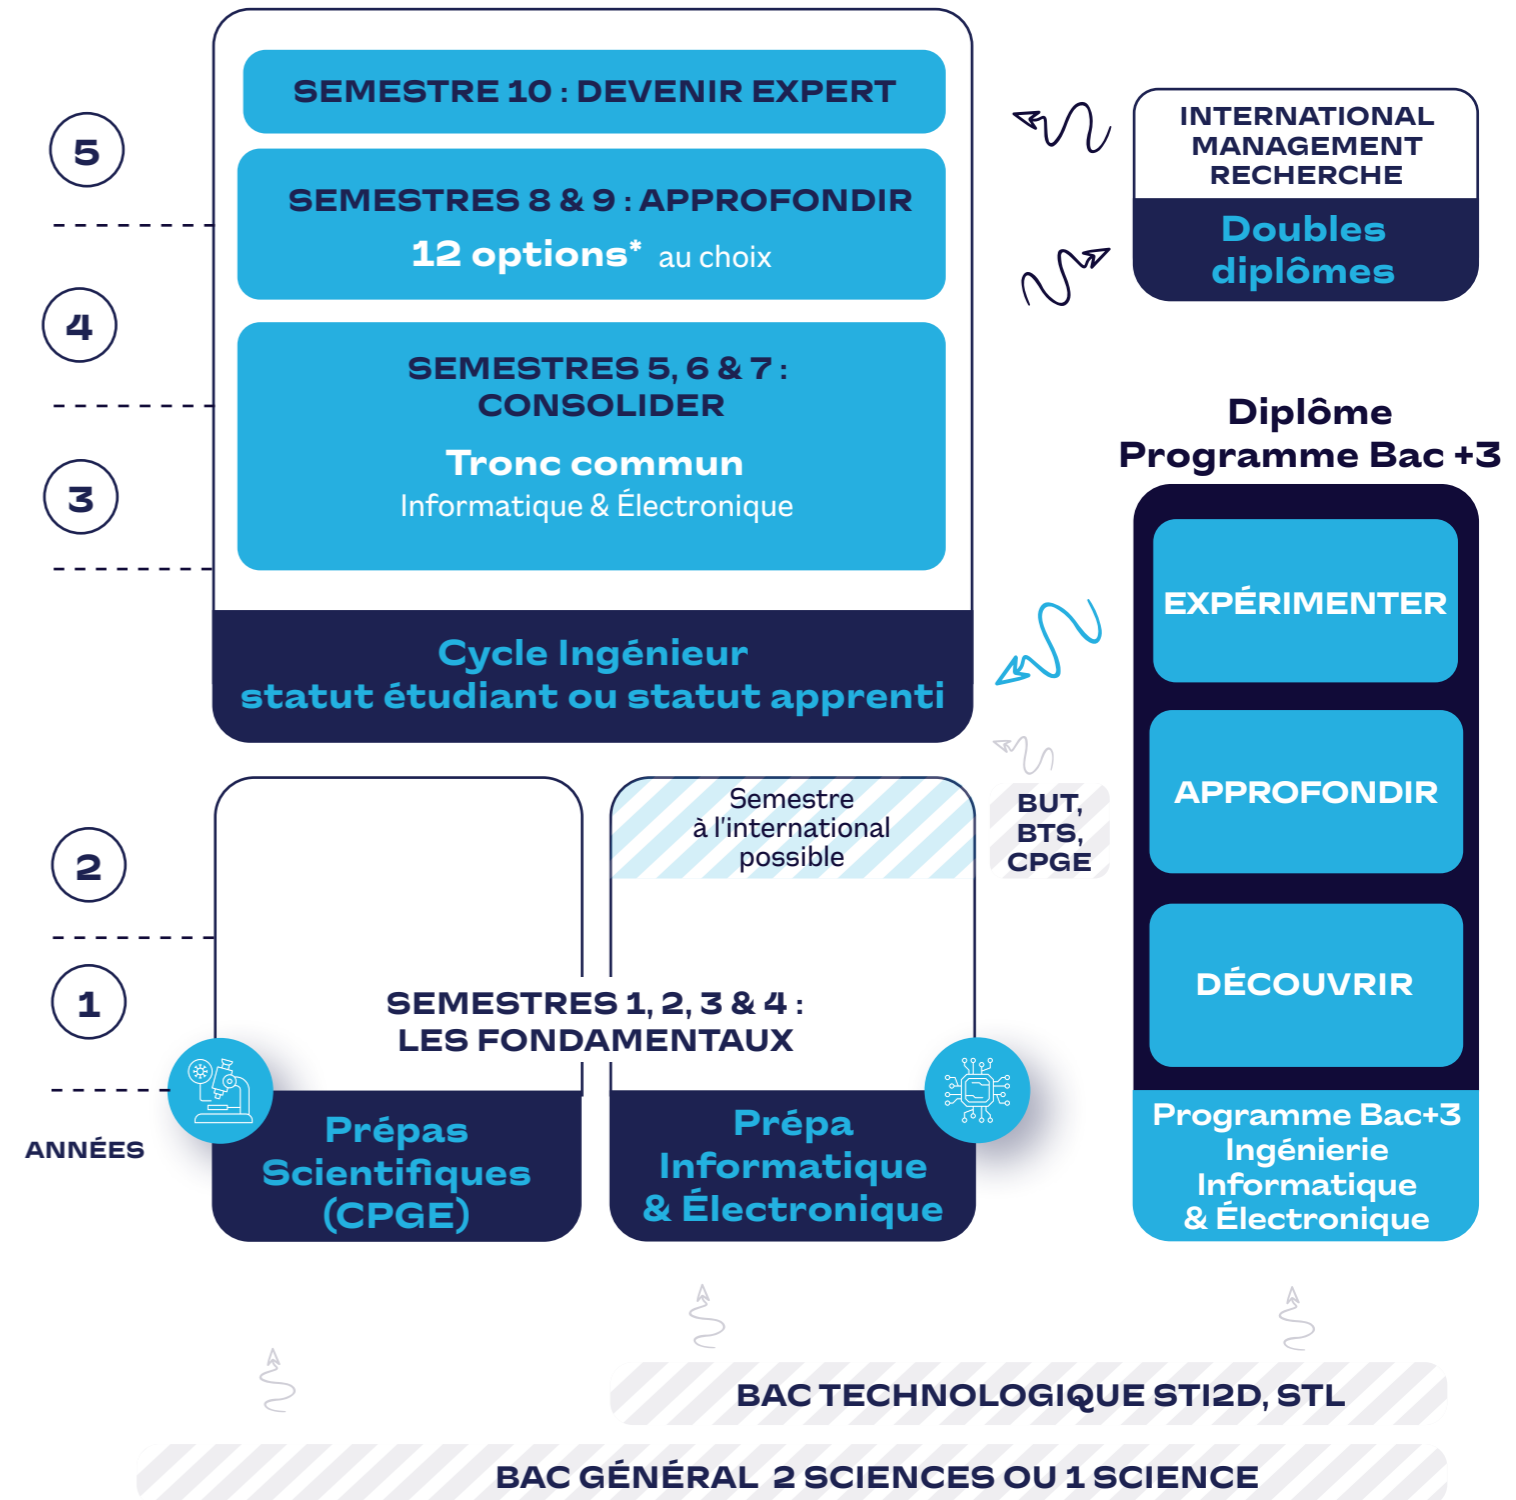 SEMESTRE 10 : DEVENIR EXPERT
5
SEMESTRES 8 & 9 : APPROFONDIR
12 options* au choix
4
SEMESTRES 5, 6 & 7 :
CONSOLIDER
Tronc commun
Informatique & Électronique
3
Cycle Ingénieur
statut étudiant ou statut apprenti
INTERNATIONAL
MANAGEMENT
RECHERCHE
Doubles
diplômes
Diplôme
Programme Bac +3
EXPÉRIMENTER
APPROFONDIR
DÉCOUVRIR
Programme Bac+3
Ingénierie
Informatique
& Électronique
Semestre
à l'international
possible
BUT,
BTS,
CPGE
2
1
SEMESTRES 1, 2, 3 & 4 :
LES FONDAMENTAUX
ANNÉES
Prépas
Scientifiques
(CPGE)
Prépa
Informatique
& Électronique
BAC TECHNOLOGIQUE STI2D, STL
BAC GÉNÉRAL 2 SCIENCES OU 1 SCIENCE